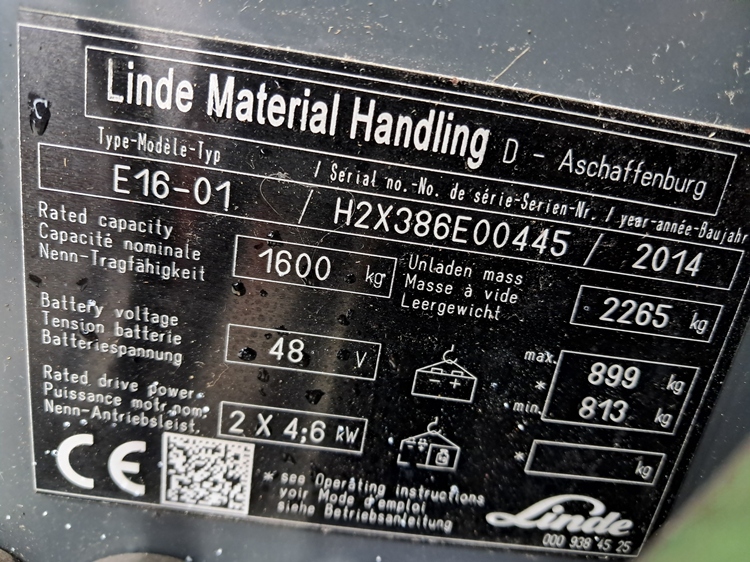 Linde Material Handling D - Aschaffenburg
Type-Modèle-Typ / Serial no.-No. de série-Serien-Nr. / year-année-Baujahr
E16-01 / H2X386E00445 / 2014
Rated capacity
Capacité nominale
Nenn-Tragfähigkeit
1600 kg
Unladen mass
Masse à vide
Leergewicht
2265 kg
Battery voltage
Tension batterie
Batteriespannung
48 V
- +
max. 899 kg
*
min. 813 kg
Rated drive power
Puissance motr.nom.
Nenn-Antriebsleist.
2 X 4,6 kW
* kg
CE
* see Operating instructions
voir Mode d'emploi
siehe Betriebsanleitung
Linde
000 938 45 25